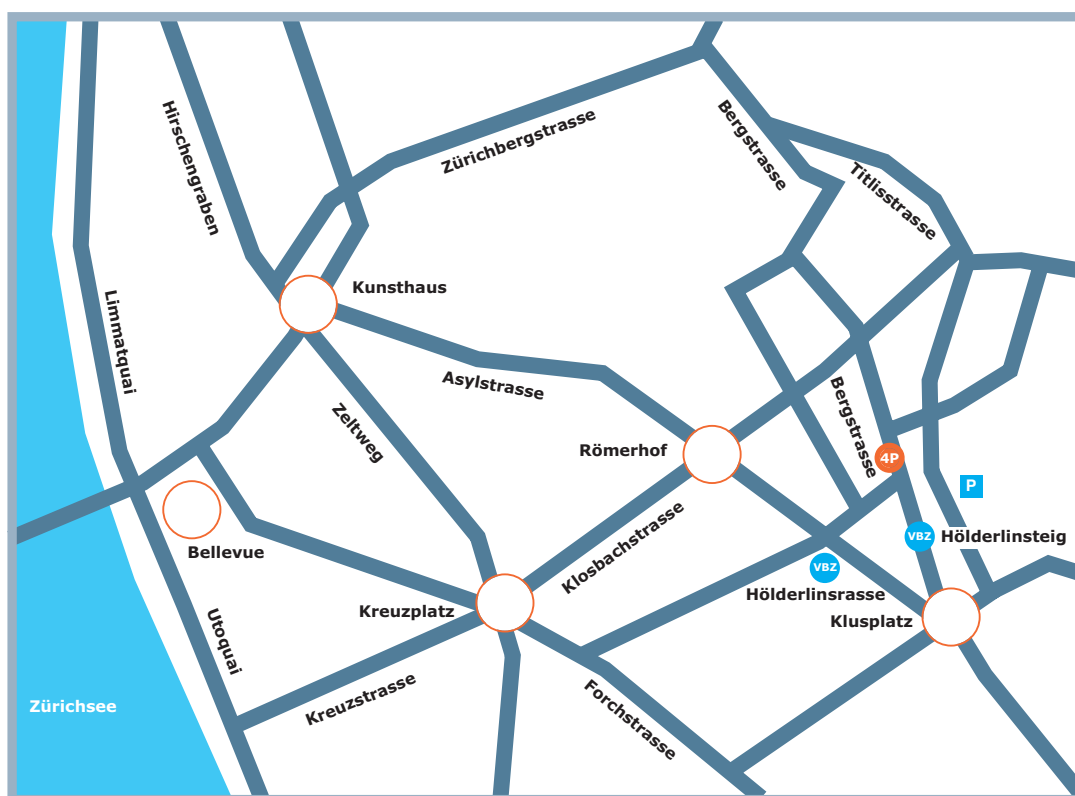 Hirschengraben
Zürichbergstrasse
Bergstrasse
Titlisstrasse
Kunsthaus
Limmatquai
Asylstrasse
Zeltweg
Bergstrasse
Römerhof
4P
P
Klosbachstrasse
VBZ
Hölderlinsteig
Bellevue
VBZ
Hölderlinsrasse
Kreuzplatz
Klusplatz
Utoquai
Kreuzstrasse
Forchstrasse
Zürichsee